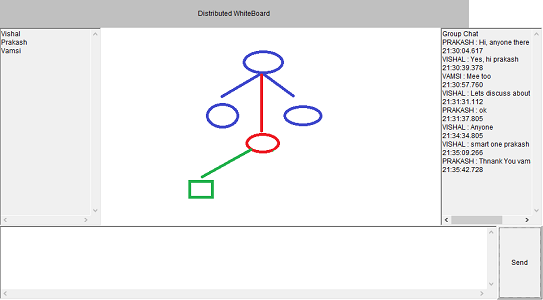 Distributed WhiteBoard
Vishal
Prakash
Vamsi
Group Chat
PRAKASH : Hi, anyone there
21:30:04.617
VISHAL : Yes, hi prakash
21:30:39.378
VAMSI : Mee too
21:30:57.760
VISHAL : Lets discuss about
21:31:31.112
PRAKASH : ok
21:31:37.805
VISHAL : Anyone
21:34:34.805
VISHAL : smart one prakash
21:35:09.266
PRAKASH : Thnank You vam
21:35:42.728
Send